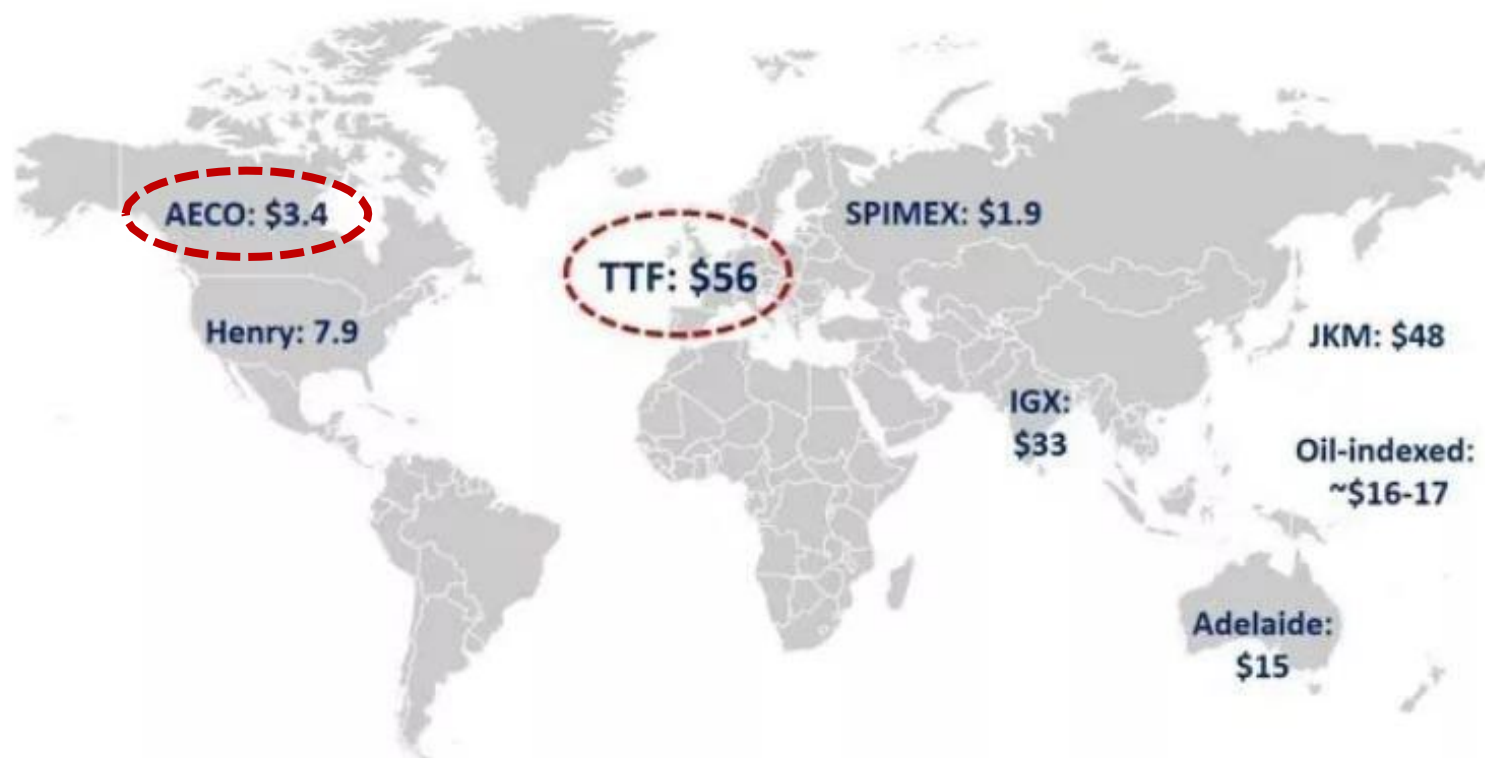 AECO: $3.4
SPIMEX: $1.9
TTF: $56
Henry: 7.9
JKM: $48
IGX:
$33
Oil-indexed:
~$16-17
Adelaide:
$15